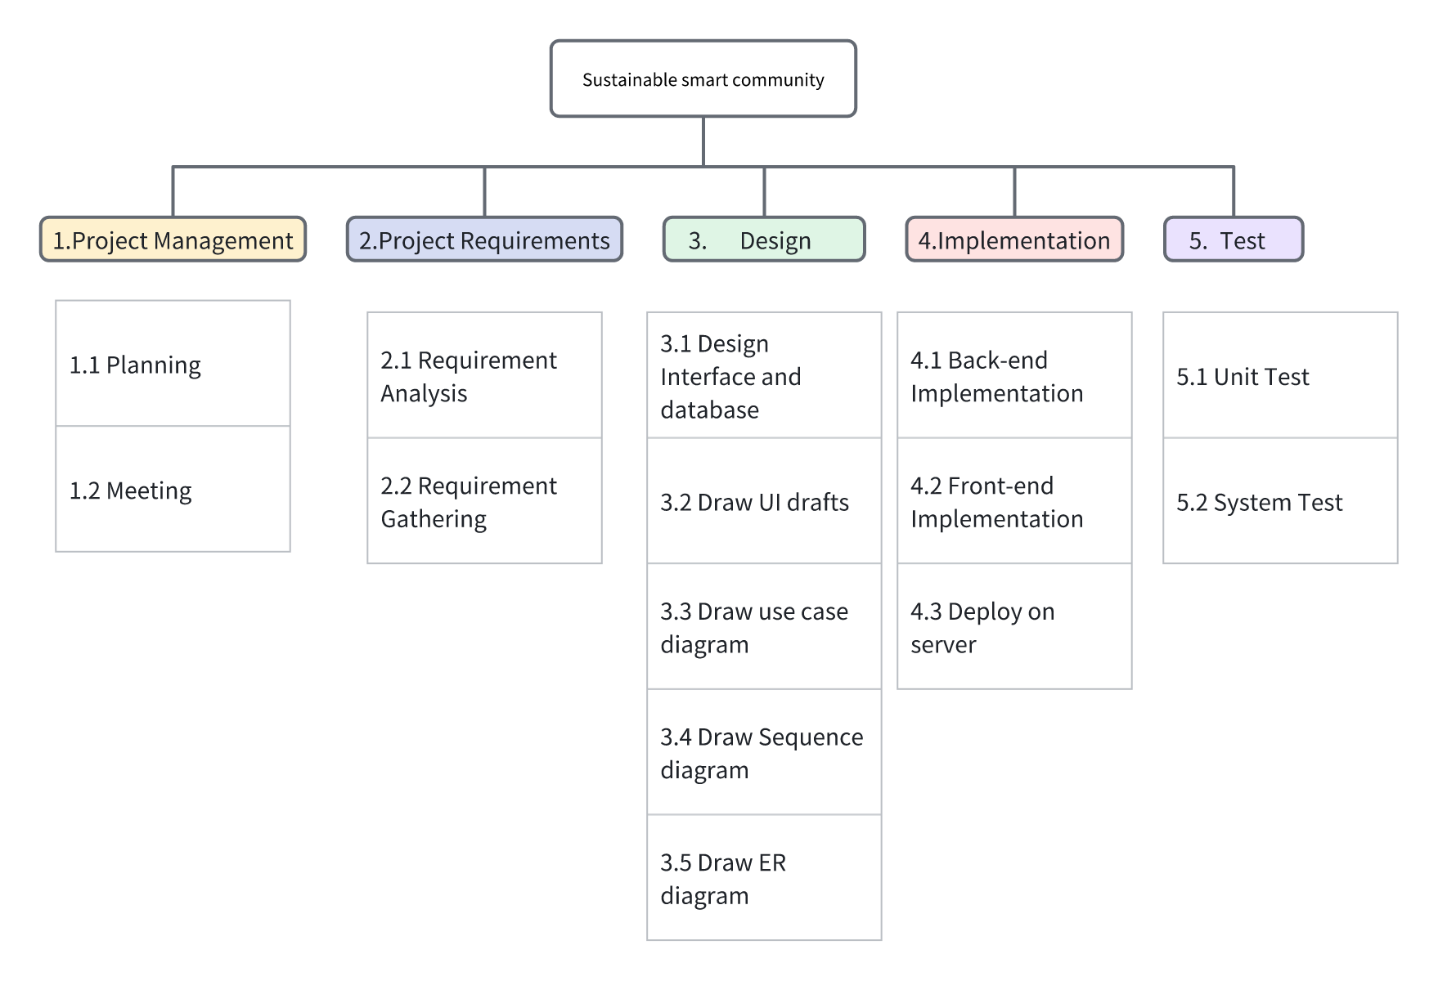 Sustainable smart community
1.Project Management
2.Project Requirements
3. Design
4.Implementation
5. Test
1.1 Planning
1.2 Meeting
2.1 Requirement
Analysis
2.2 Requirement
Gathering
3.1 Design
Interface and
database
3.2 Draw UI drafts
3.3 Draw use case
diagram
3.4 Draw Sequence
diagram
3.5 Draw ER
diagram
4.1 Back-end
Implementation
4.2 Front-end
Implementation
4.3 Deploy on
server
5.1 Unit Test
5.2 System Test